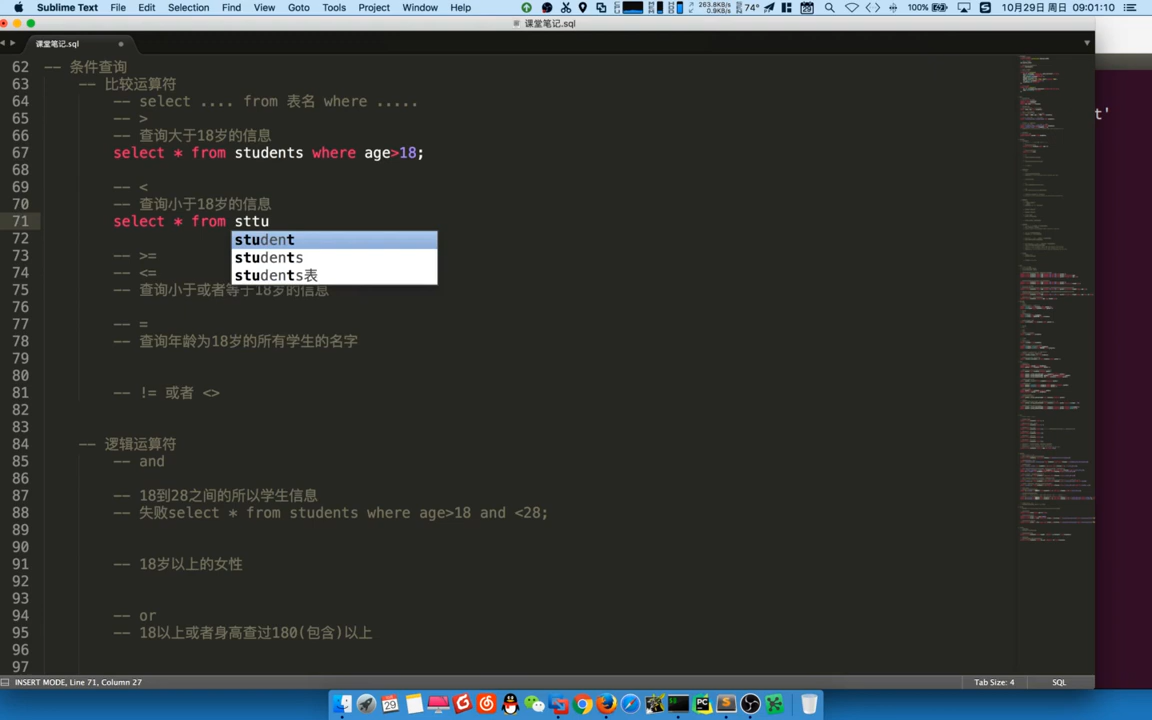 Sublime Text File Edit Selection Find View Goto Tools Project Window Help 263.8KB/s 0.9KB/s 74° 100% 10月29日 周日 09:01:10
课堂笔记.sql
课堂笔记.sql
62 -- 条件查询
63 -- 比较运算符
64 -- select .... from 表名 where .....
65 -- >
66 -- 查询大于18岁的信息
67 select * from students where age>18;
68
69 -- <
70 -- 查询小于18岁的信息
71 select * from sttu
student
72
students
73 -- >=
74 -- <=
students表
75 -- 查询小于或者等于18岁的信息
76
77 -- =
78 -- 查询年龄为18岁的所有学生的名字
79
80
81 -- != 或者 <>
82
83
84 -- 逻辑运算符
85 -- and
86
87 -- 18到28之间的所以学生信息
88 -- 失败select * from students where age>18 and <28;
89
90
91 -- 18岁以上的女性
92
93
94 -- or
95 -- 18以上或者身高查过180(包含)以上
96
97
t'
INSERT MODE, Line 71, Column 27 Tab Size: 4 SQL